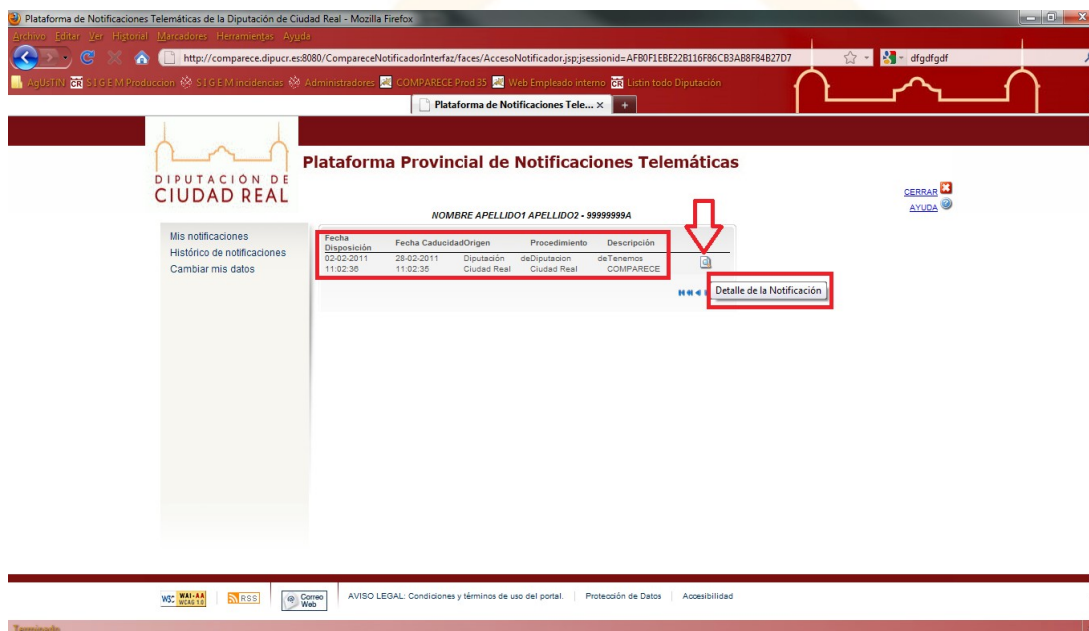 Plataforma de Notificaciones Telemáticas de la Diputación de Ciudad Real - Mozilla Firefox
Archivo Editar Ver Historial Marcadores Herramientas Ayuda
http://comparece.dipucr.es:8080/CompareceNotificadorInterfaz/faces/AccesoNotificador.jsp;jsessionid=AFB0F1EBE22B116F86CB3AB8F84B27D7 dfgdfgdf
AgUsTiN SIGEM Produccion SIGEM incidencias Administradores COMPARECE Prod 35 Web Empleado interno Listin todo Diputación
Plataforma de Notificaciones Tele...
DIPUTACIÓN DE
CIUDAD REAL
Plataforma Provincial de Notificaciones Telemáticas
CERRAR
AYUDA
NOMBRE APELLIDO1 APELLIDO2 - 99999999A
Mis notificaciones
Histórico de notificaciones
Cambiar mis datos
Fecha
Disposición Fecha Caducidad Origen Procedimiento Descripción
02-02-2011 28-02-2011 Diputación de Diputacion de Tenemos
11:02:36 11:02:35 Ciudad Real Ciudad Real COMPARECE
Detalle de la Notificación
W3C WAI-AA WCAG 1.0 RSS Correo Web AVISO LEGAL: Condiciones y términos de uso del portal. Protección de Datos Accesibilidad
Terminado